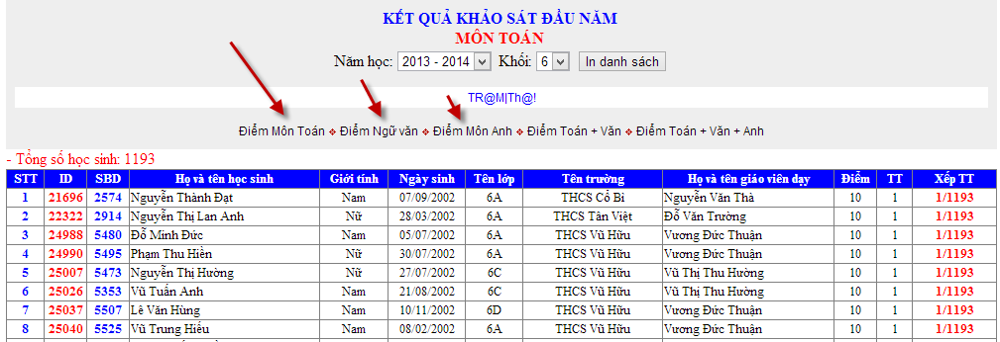 KẾT QUẢ KHẢO SÁT ĐẦU NĂM
MÔN TOÁN
Năm học: 2013 - 2014 Khối: 6 In danh sách
TR@M|Th@!
Điểm Môn Toán Điểm Ngữ văn Điểm Môn Anh Điểm Toán + Văn Điểm Toán + Văn + Anh
- Tổng số học sinh: 1193
STT ID SBD Họ và tên học sinh Giới tính Ngày sinh Tên lớp Tên trường Họ và tên giáo viên dạy Điểm TT Xếp TT
1 21696 2574 Nguyễn Thành Đạt Nam 07/09/2002 6A THCS Cổ Bì Nguyễn Văn Thà 10 1 1/1193
2 22322 2914 Nguyễn Thị Lan Anh Nữ 28/03/2002 6A THCS Tân Việt Đỗ Văn Trường 10 1 1/1193
3 24988 5480 Đỗ Minh Đức Nam 05/07/2002 6A THCS Vũ Hữu Vương Đức Thuận 10 1 1/1193
4 24990 5495 Phạm Thu Hiền Nữ 30/07/2002 6A THCS Vũ Hữu Vương Đức Thuận 10 1 1/1193
5 25007 5473 Nguyễn Thị Hường Nữ 27/07/2002 6C THCS Vũ Hữu Vũ Thị Thu Hường 10 1 1/1193
6 25026 5353 Vũ Tuấn Anh Nam 21/08/2002 6C THCS Vũ Hữu Vũ Thị Thu Hường 10 1 1/1193
7 25037 5507 Lê Văn Hùng Nam 10/11/2002 6D THCS Vũ Hữu Vương Đức Thuận 10 1 1/1193
8 25040 5525 Vũ Trung Hiếu Nam 08/02/2002 6A THCS Vũ Hữu Vương Đức Thuận 10 1 1/1193